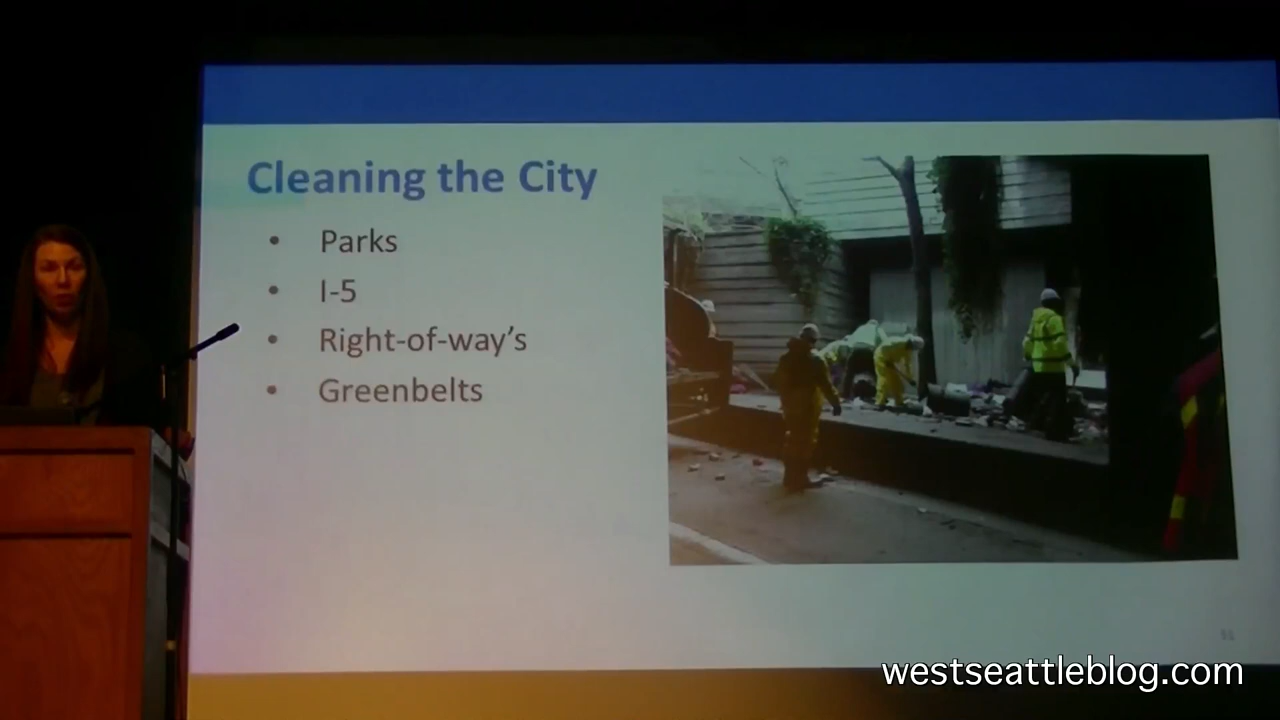 Cleaning the City
• Parks
• I-5
• Right-of-way's
• Greenbelts
westseattleblog.com